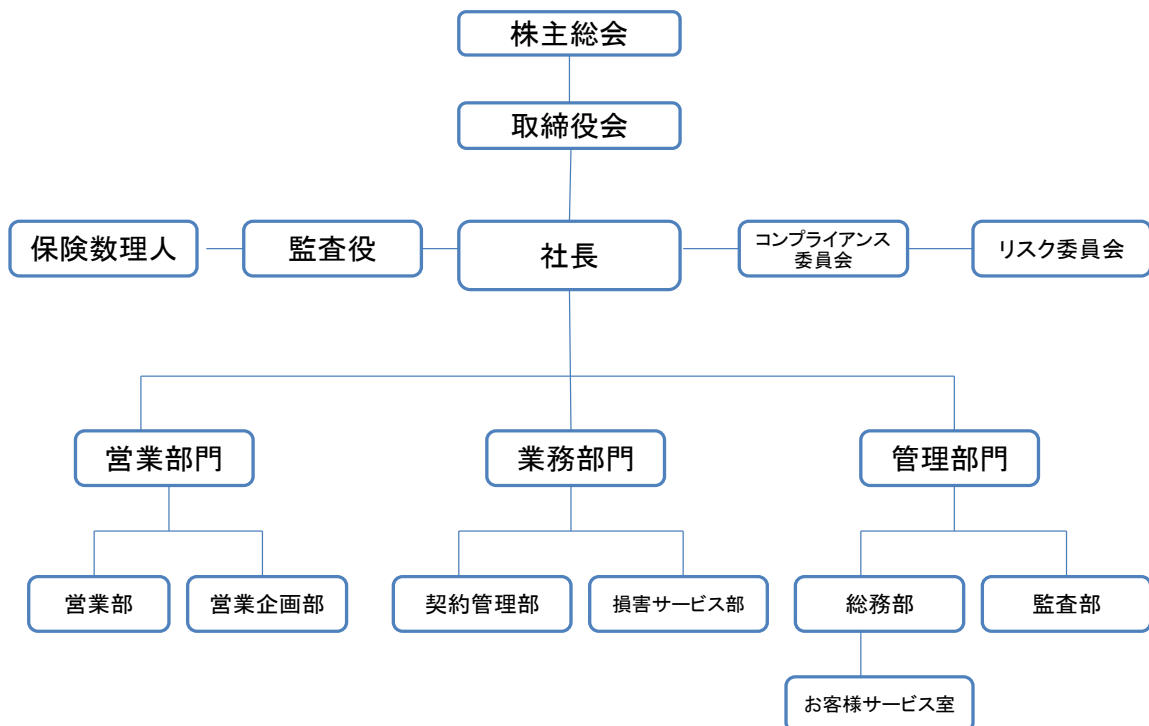 株主総会
取締役会
保険数理人
監査役
社長
コンプライアンス
委員会
リスク委員会
営業部門
業務部門
管理部門
営業部
営業企画部
契約管理部
損害サービス部
総務部
監査部
お客様サービス室